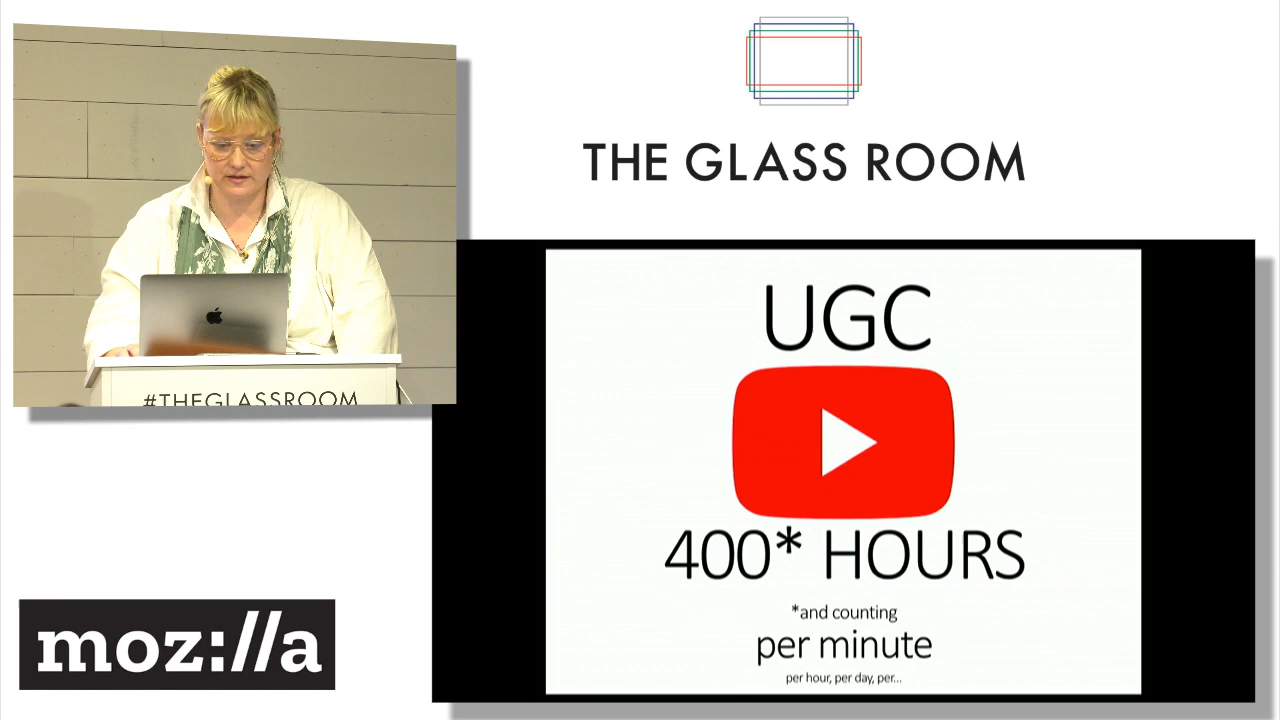 THE GLASS ROOM
#THEGLASSROOM
UGC
400* HOURS
*and counting
per minute
per hour, per day, per...
moz://a